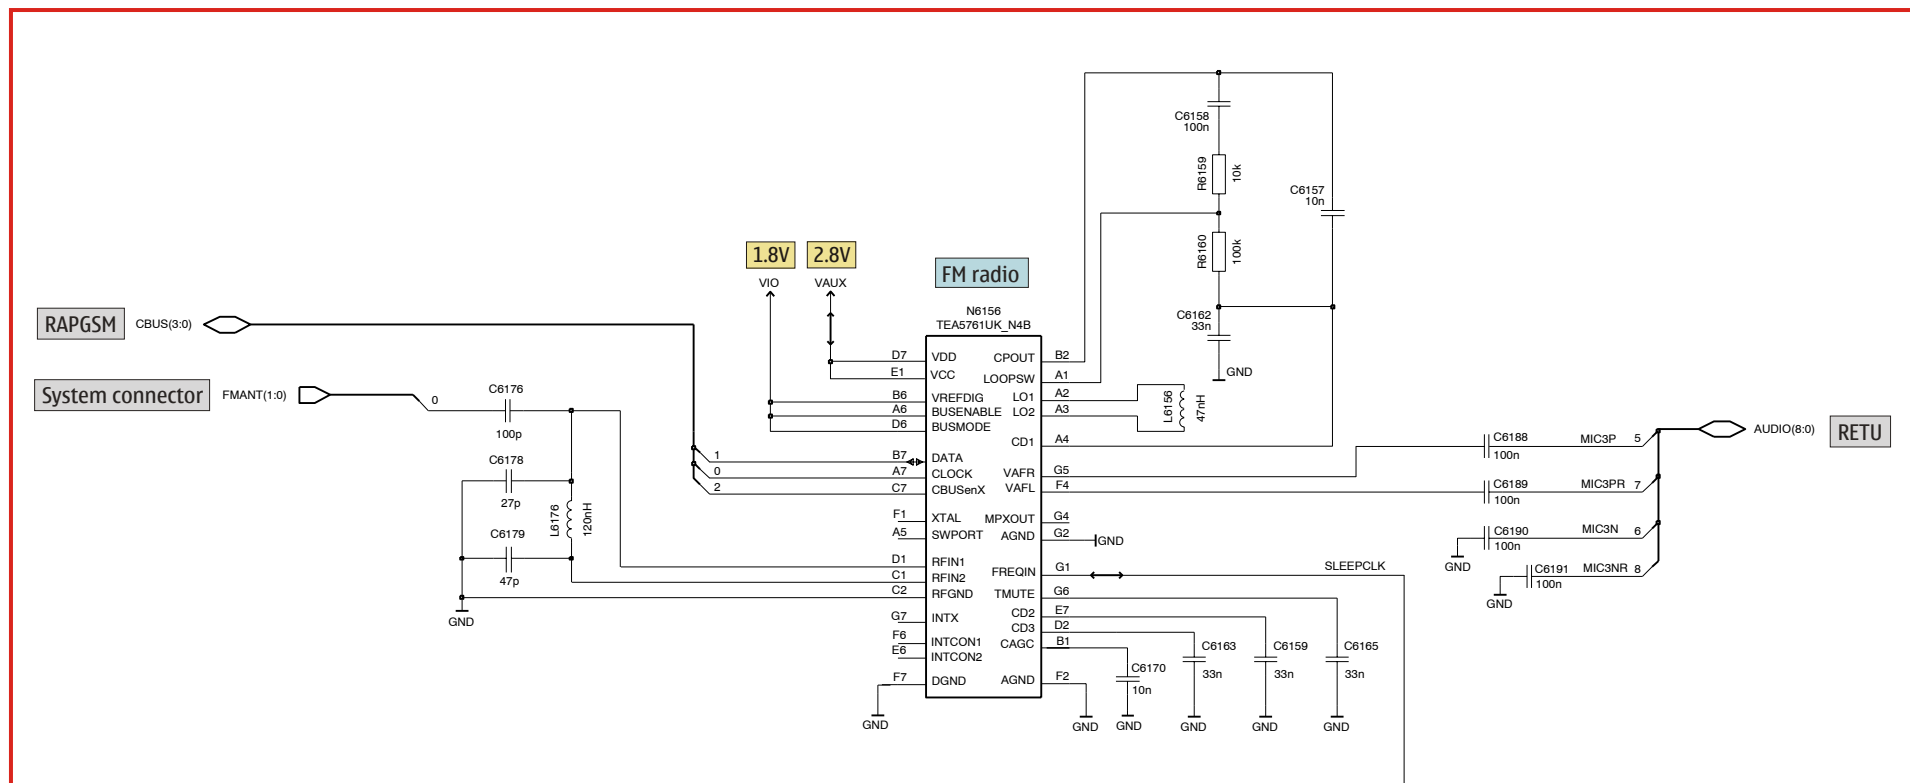 C6158
100n
R6159
10k
C6157
10n
R6160
100k
1.8V
2.8V
FM radio
VIO
VAUX
N6156
TEA5761UK_N4B
C6162
33n
GND
RAPGSM
CBUS(3:0)
System connector
FMANT(1:0)
0
C6176
100p
C6178
27p
L6176
120nH
C6179
47p
GND
1
0
2
D7
VDD
E1
VCC
B6
VREFDIG
A6
BUSENABLE
D6
BUSMODE
B7
DATA
A7
CLOCK
C7
CBUSenX
F1
XTAL
A5
SWPORT
D1
RFIN1
C1
RFIN2
C2
RFGND
G7
INTX
F6
INTCON1
E6
INTCON2
F7
DGND
GND
CPOUT
B2
LOOPSW
A1
LO1
A2
LO2
A3
L6156
47nH
CD1
A4
VAFR
G5
VAFL
F4
MPXOUT
G4
AGND
G2
GND
FREQIN
G1
SLEEPCLK
TMUTE
G6
CD2
E7
CD3
D2
CAGC
B1
AGND
F2
GND
C6170
10n
GND
C6163
33n
GND
C6159
33n
GND
C6165
33n
GND
C6188
100n
MIC3P
5
C6189
100n
MIC3PR
7
C6190
100n
MIC3N
6
GND
C6191
100n
MIC3NR
8
GND
AUDIO(8:0)
RETU